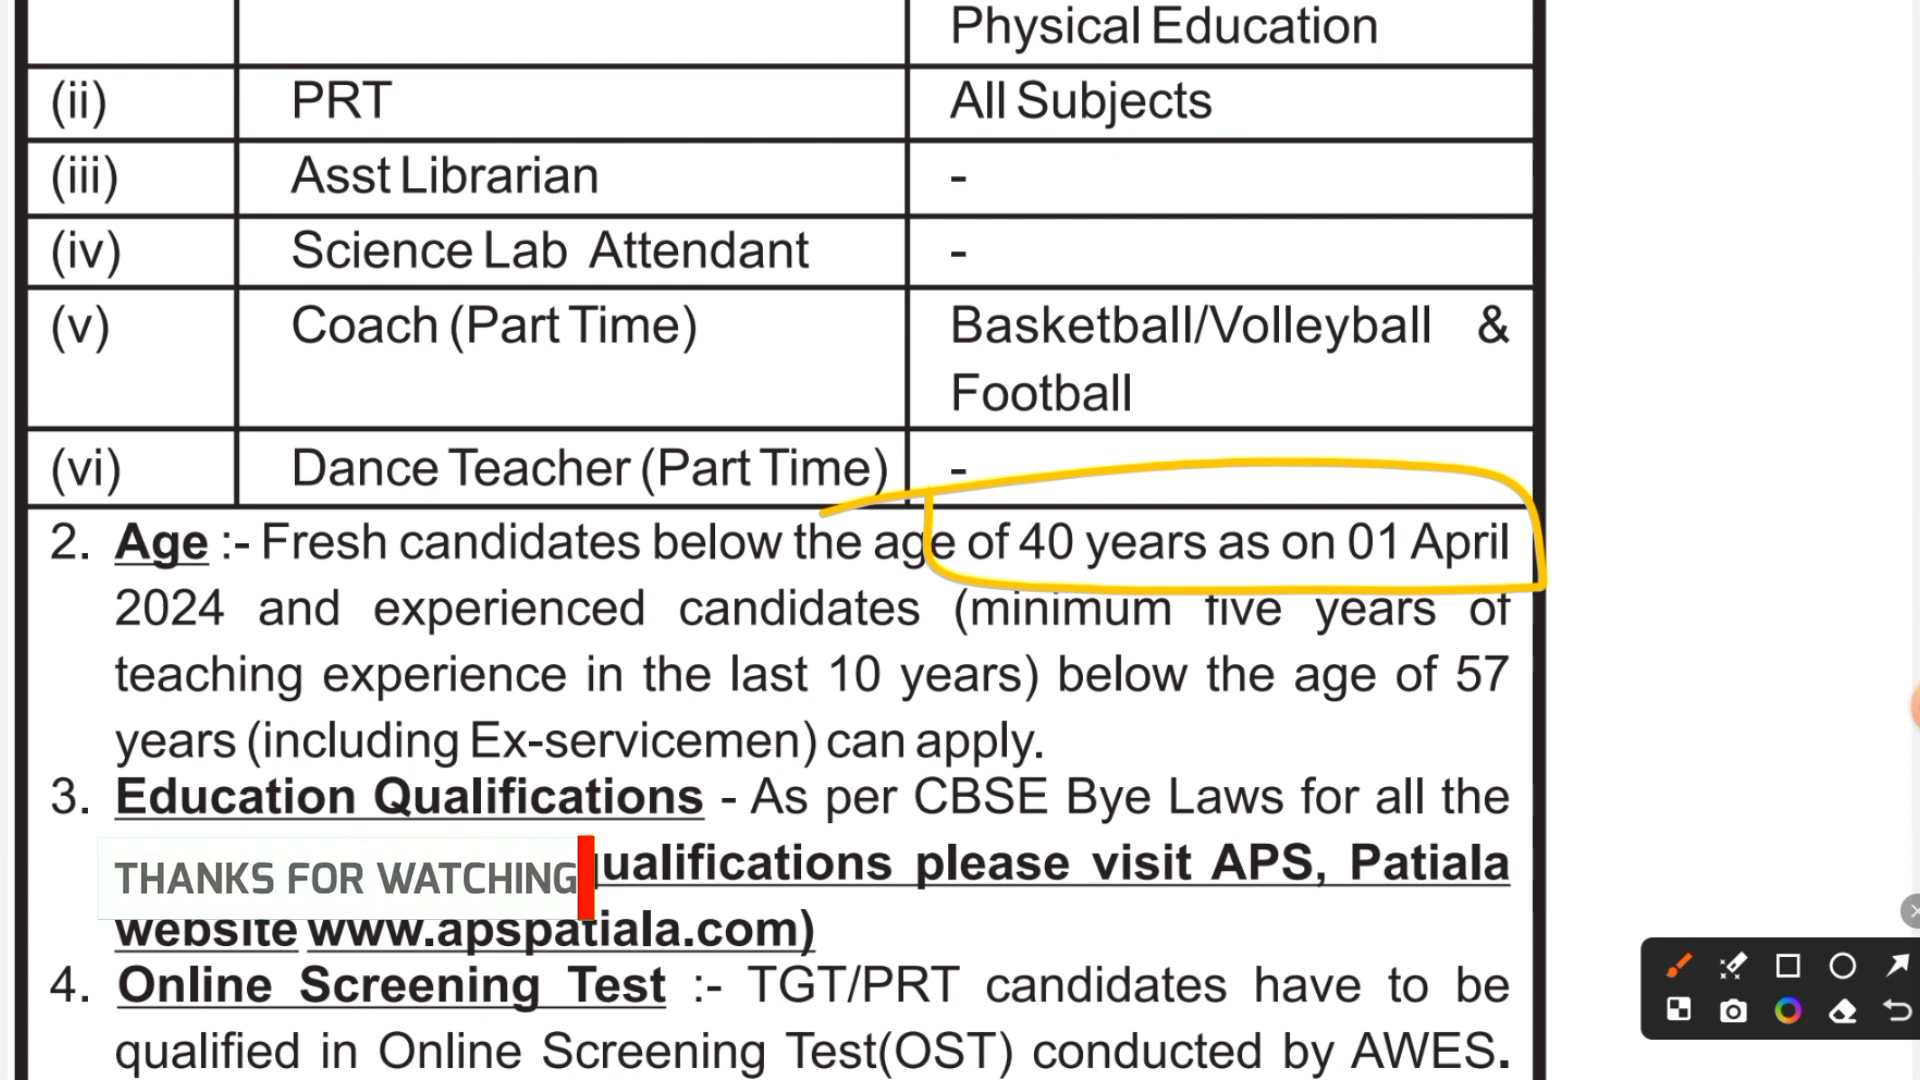 Physical Education
(ii) PRT All Subjects
(iii) Asst Librarian -
(iv) Science Lab Attendant -
(v) Coach (Part Time) Basketball/Volleyball &
Football
(vi) Dance Teacher (Part Time) -
2. Age :- Fresh candidates below the age of 40 years as on 01 April
2024 and experienced candidates (minimum five years of
teaching experience in the last 10 years) below the age of 57
years (including Ex-servicemen) can apply.
3. Education Qualifications - As per CBSE Bye Laws for all the
THANKS FOR WATCHING
ualifications please visit APS, Patiala
website www.apspatiala.com)
4. Online Screening Test :- TGT/PRT candidates have to be
qualified in Online Screening Test(OST) conducted by AWES.